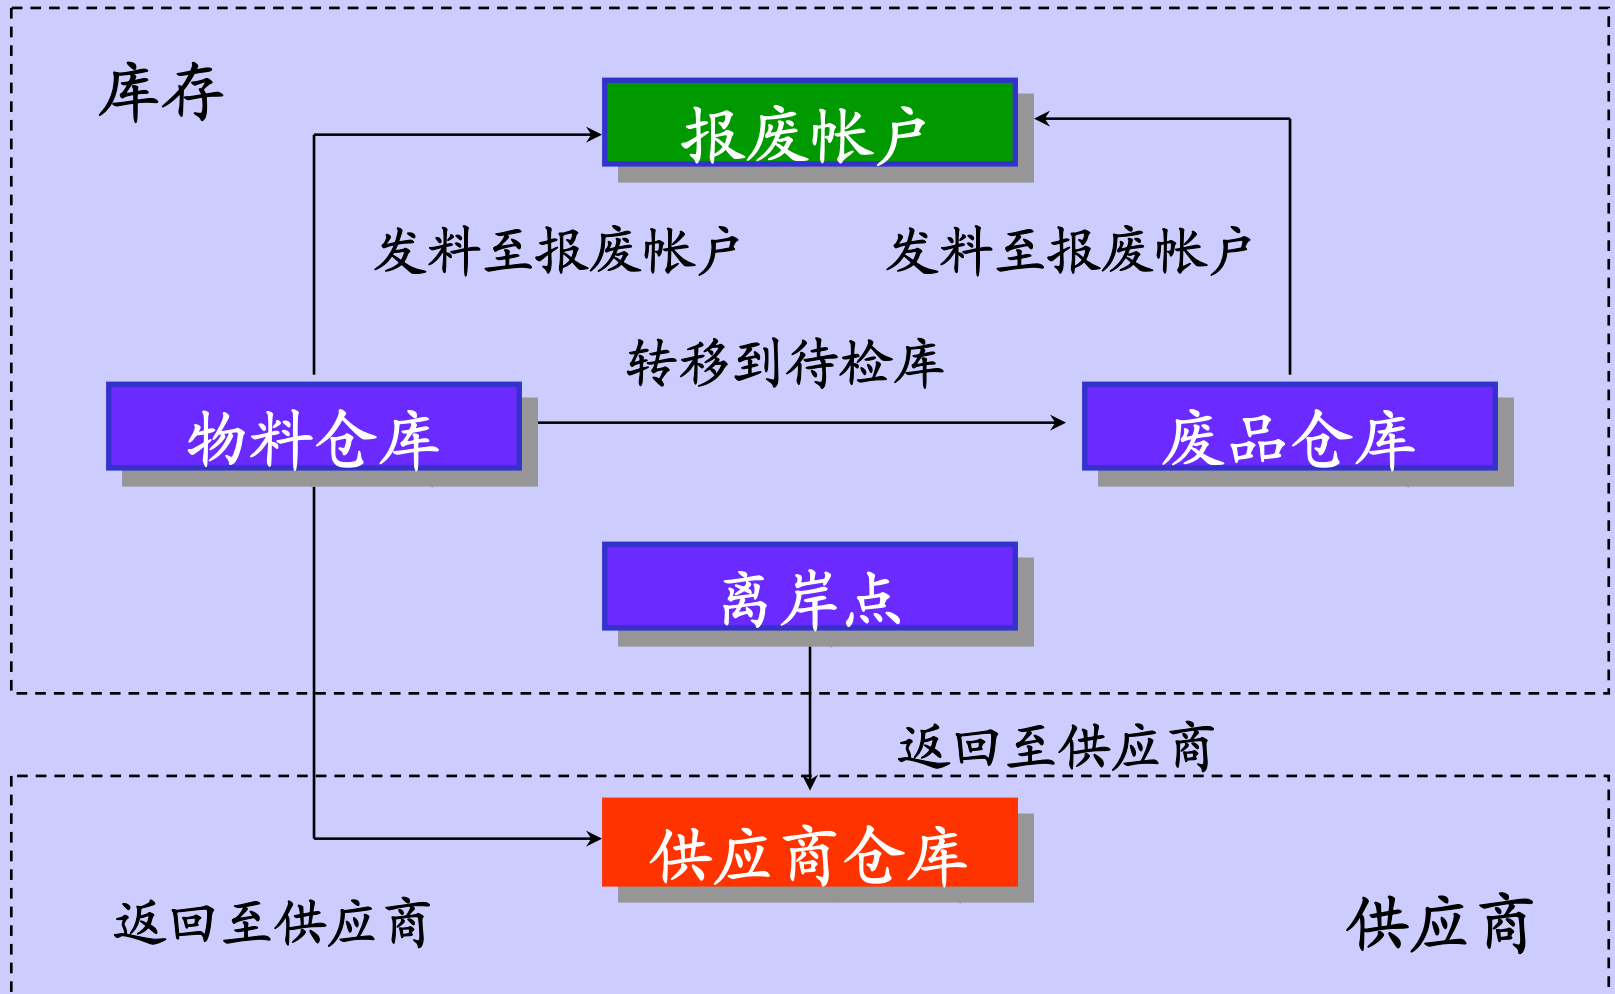 库存
报废帐户
发料至报废帐户
发料至报废帐户
转移到待检库
物料仓库
废品仓库
离岸点
返回至供应商
供应商仓库
返回至供应商
供应商